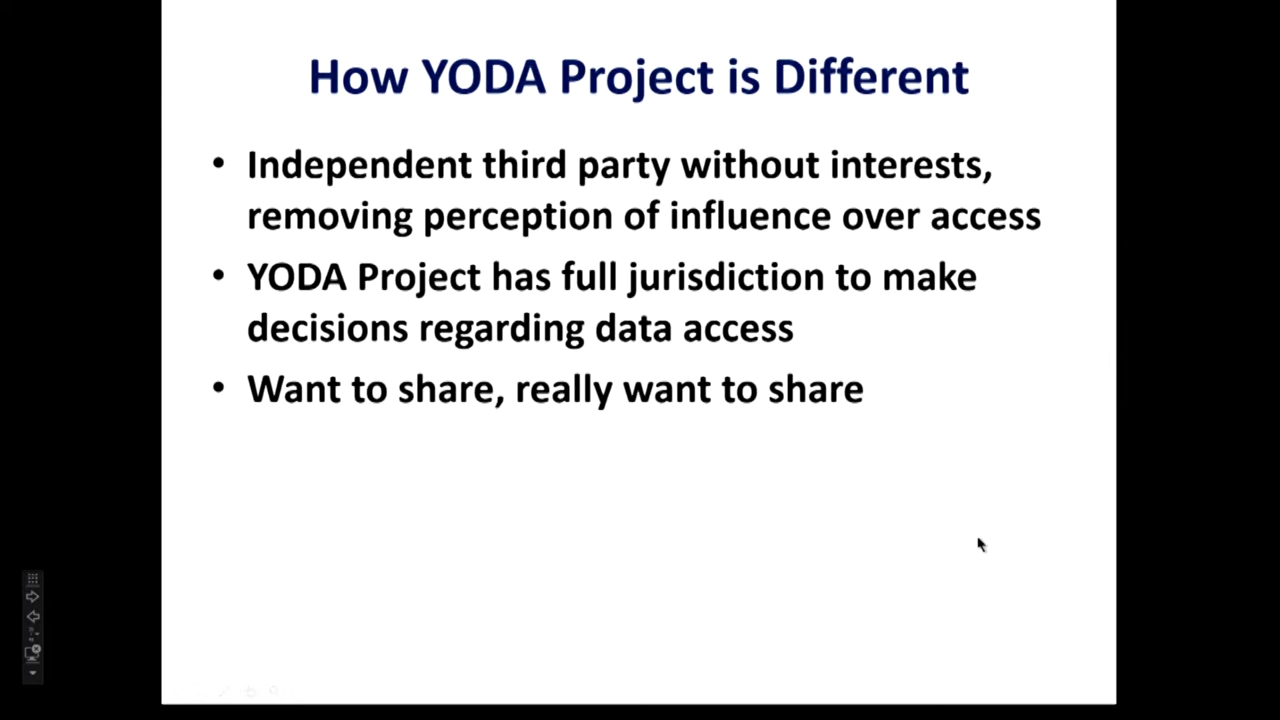 How YODA Project is Different
• Independent third party without interests,
removing perception of influence over access
• YODA Project has full jurisdiction to make
decisions regarding data access
• Want to share, really want to share